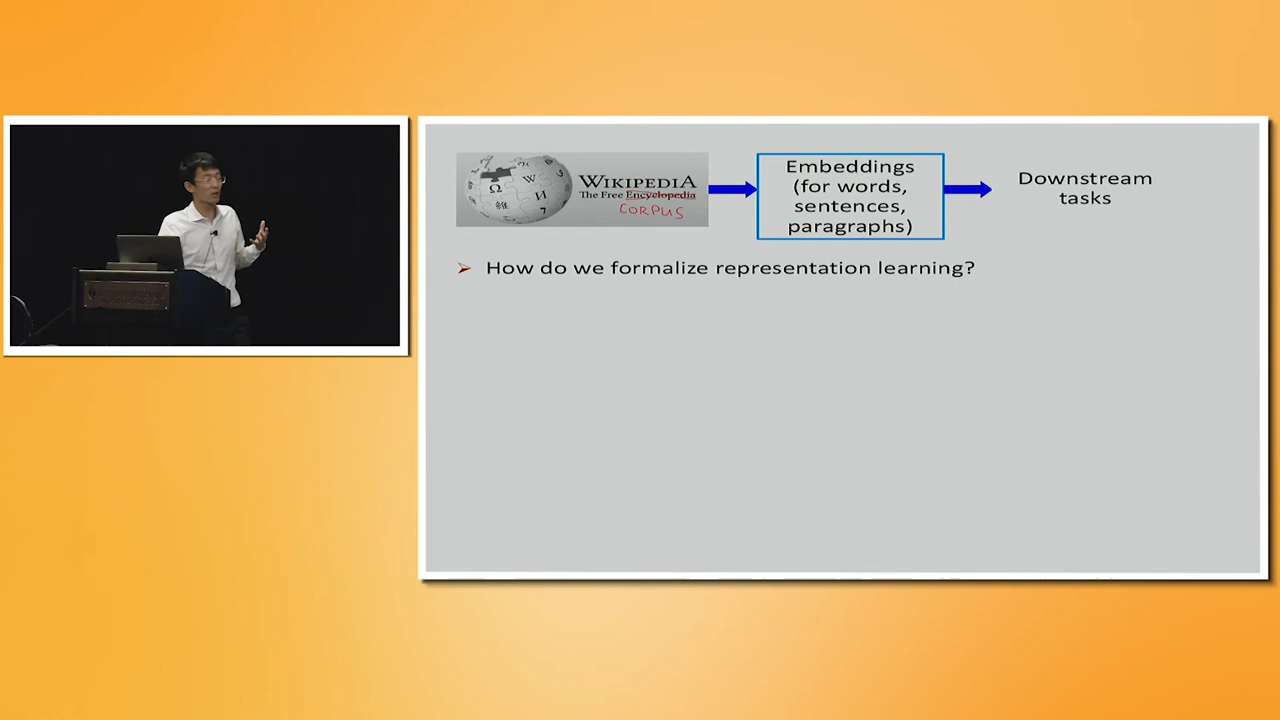 WIKIPEDIA
The Free Encyclopedia
CORPUS
Embeddings
(for words,
sentences,
paragraphs)
Downstream
tasks
➢ How do we formalize representation learning?